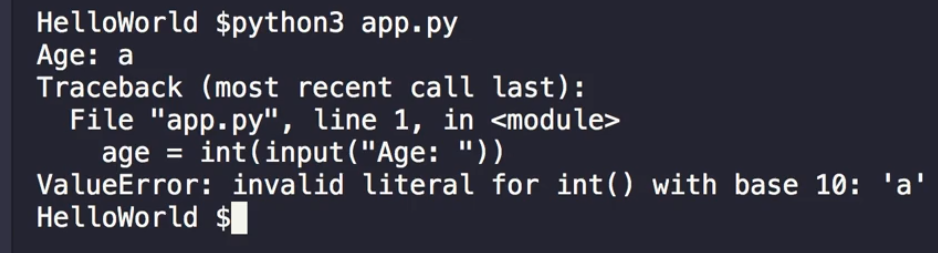 HelloWorld $python3 app.py
Age: a
Traceback (most recent call last):
  File "app.py", line 1, in <module>
    age = int(input("Age: "))
ValueError: invalid literal for int() with base 10: 'a'
HelloWorld $